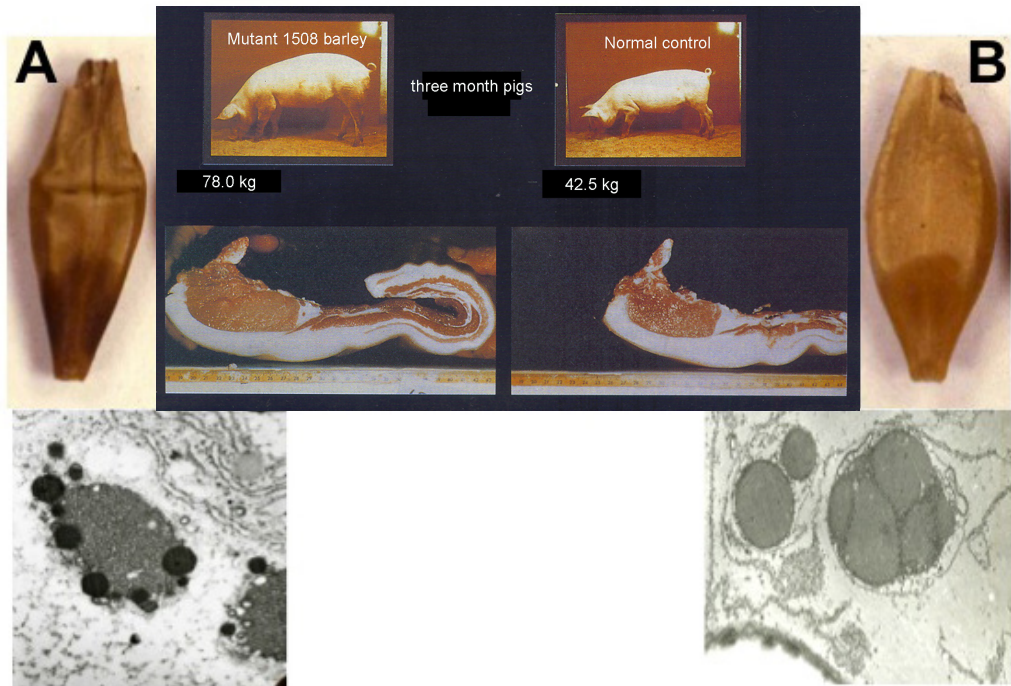 A
Mutant 1508 barley
Normal control
B
three month pigs
78.0 kg
42.5 kg